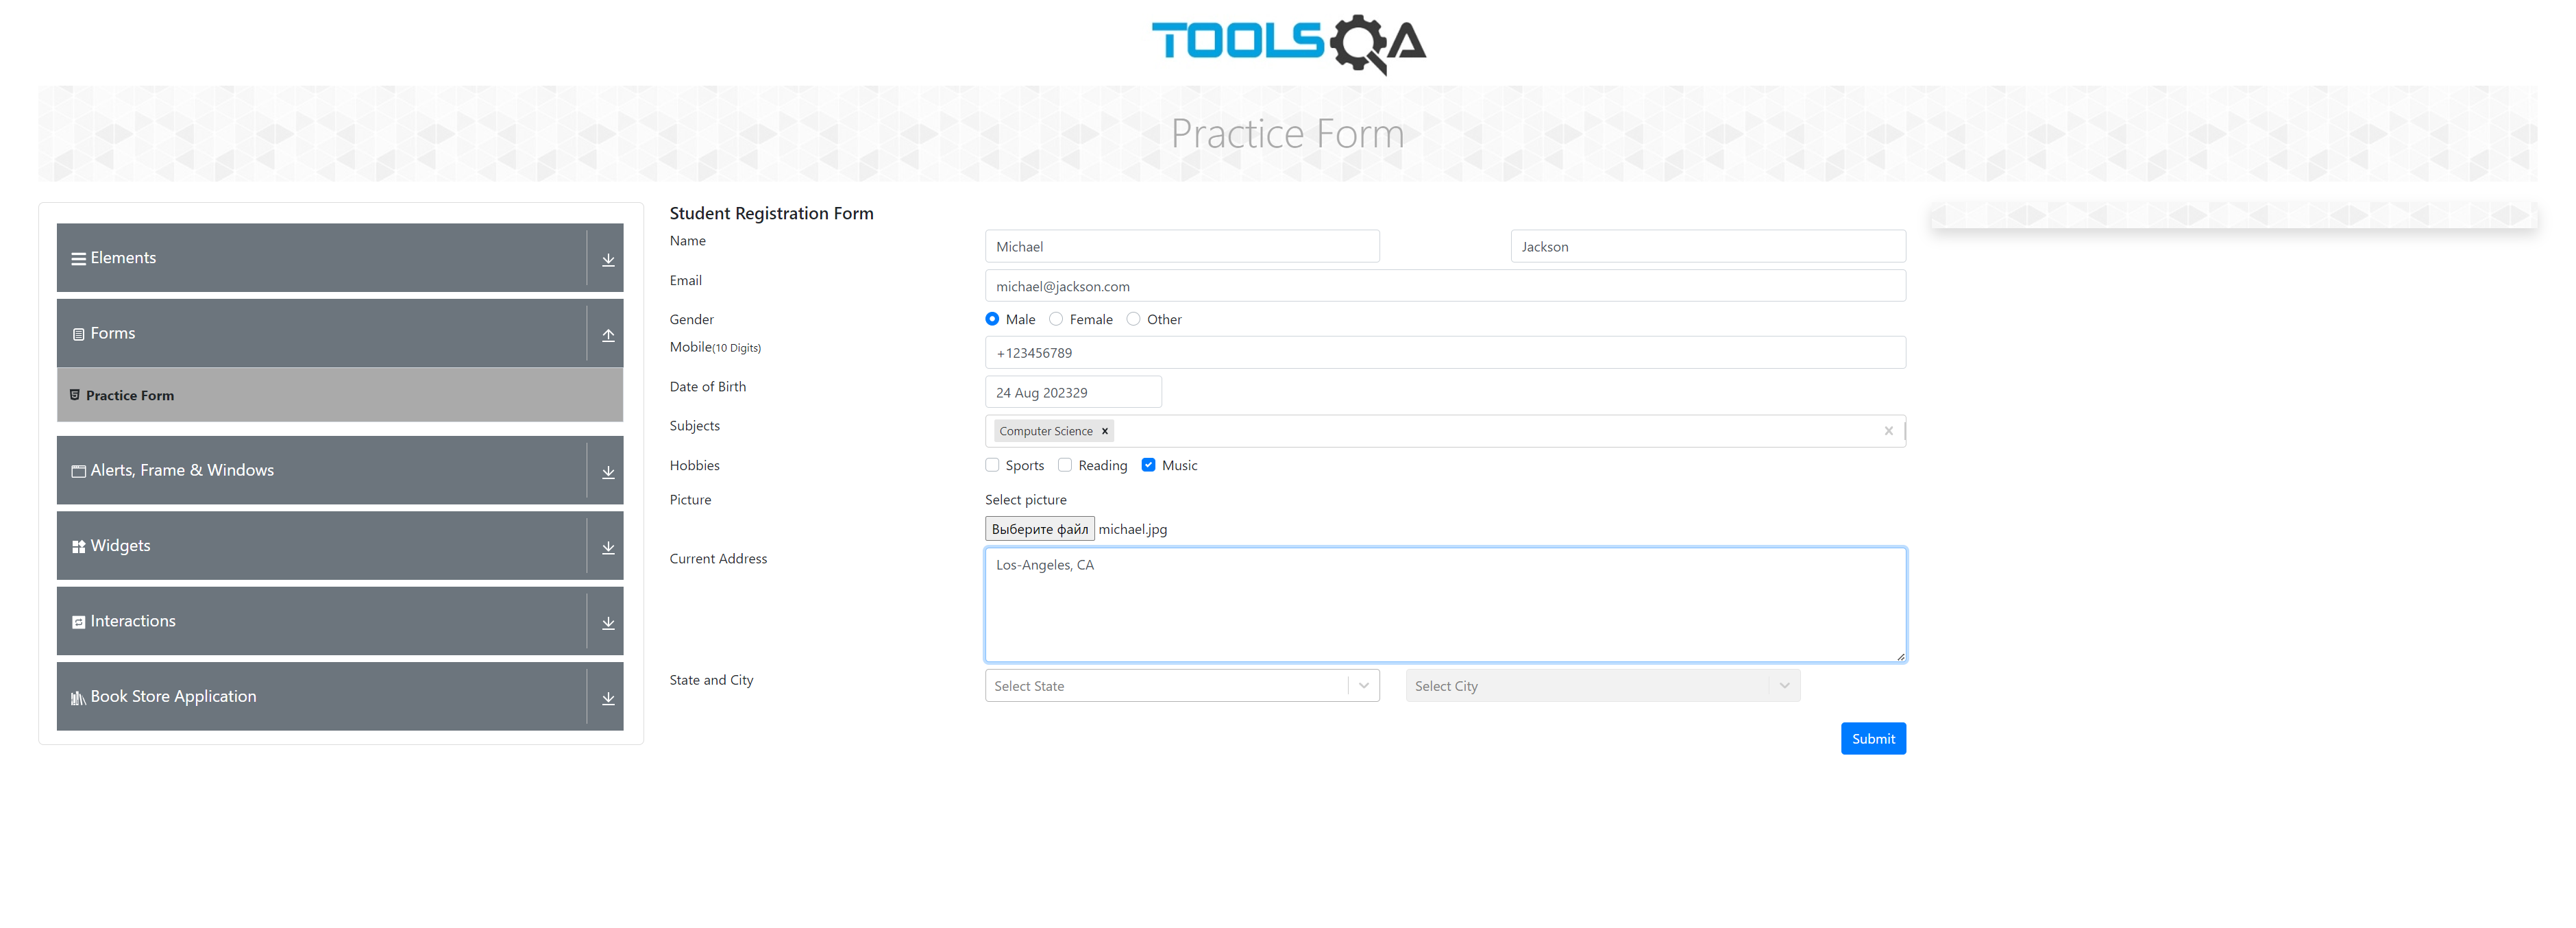 TOOLSQA
Practice Form
Elements
Forms
Practice Form
Alerts, Frame & Windows
Widgets
Interactions
Book Store Application
Student Registration Form
Name
Michael
Jackson
Email
michael@jackson.com
Gender
Male Female Other
Mobile(10 Digits)
+123456789
Date of Birth
24 Aug 202329
Subjects
Computer Science
Hobbies
Sports Reading Music
Picture
Select picture
Выберите файл michael.jpg
Current Address
Los-Angeles, CA
State and City
Select State
Select City
Submit